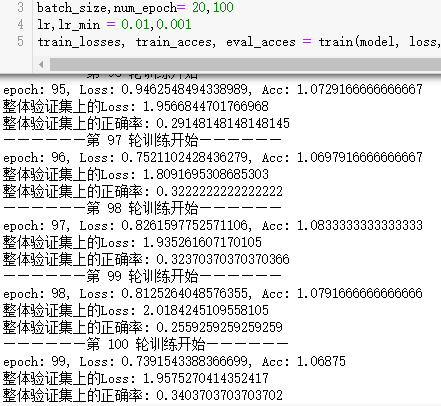 3 batch_size,num_epoch= 20,100
4 lr,lr_min = 0.01,0.001
5 train_losses, train_acces, eval_acces = train(model, loss,
epoch: 95, Loss: 0.9462548494338989, Acc: 1.0729166666666667
整体验证集上的Loss: 1.9566844701766968
整体验证集上的正确率: 0.29148148148148145
——————第 97 轮训练开始——————
epoch: 96, Loss: 0.7521102428436279, Acc: 1.0697916666666667
整体验证集上的Loss: 1.8091695308685303
整体验证集上的正确率: 0.3222222222222222
——————第 98 轮训练开始——————
epoch: 97, Loss: 0.8261597752571106, Acc: 1.0833333333333333
整体验证集上的Loss: 1.935261607170105
整体验证集上的正确率: 0.32370370370370366
——————第 99 轮训练开始——————
epoch: 98, Loss: 0.8125264048576355, Acc: 1.0791666666666666
整体验证集上的Loss: 2.0184245109558105
整体验证集上的正确率: 0.2559259259259259
——————第 100 轮训练开始——————
epoch: 99, Loss: 0.7391543388366699, Acc: 1.06875
整体验证集上的Loss: 1.9575270414352417
整体验证集上的正确率: 0.3403703703703702